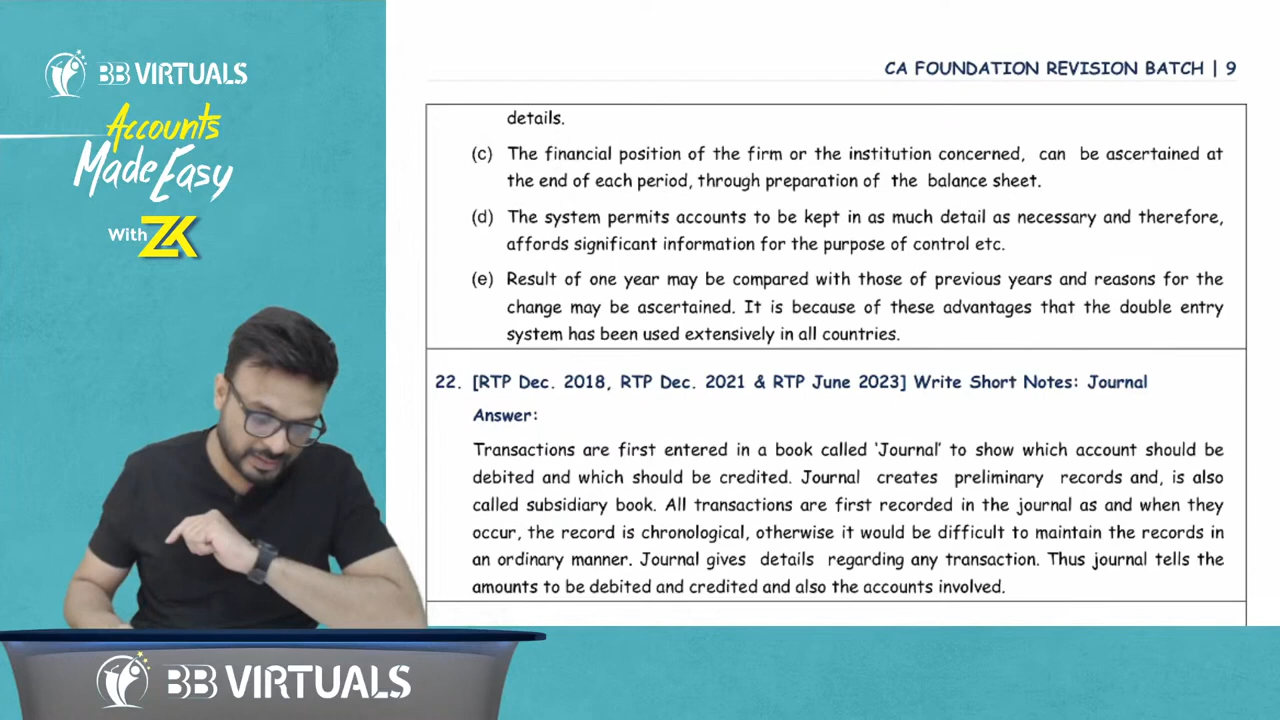 BB VIRTUALS
Accounts
Made Easy
With ZK
CA FOUNDATION REVISION BATCH | 9
details.
(c) The financial position of the firm or the institution concerned, can be ascertained at
the end of each period, through preparation of the balance sheet.
(d) The system permits accounts to be kept in as much detail as necessary and therefore,
affords significant information for the purpose of control etc.
(e) Result of one year may be compared with those of previous years and reasons for the
change may be ascertained. It is because of these advantages that the double entry
system has been used extensively in all countries.
22. [RTP Dec. 2018, RTP Dec. 2021 & RTP June 2023] Write Short Notes: Journal
Answer:
Transactions are first entered in a book called ‘Journal’ to show which account should be
debited and which should be credited. Journal creates preliminary records and, is also
called subsidiary book. All transactions are first recorded in the journal as and when they
occur, the record is chronological, otherwise it would be difficult to maintain the records in
an ordinary manner. Journal gives details regarding any transaction. Thus journal tells the
amounts to be debited and credited and also the accounts involved.
BB VIRTUALS